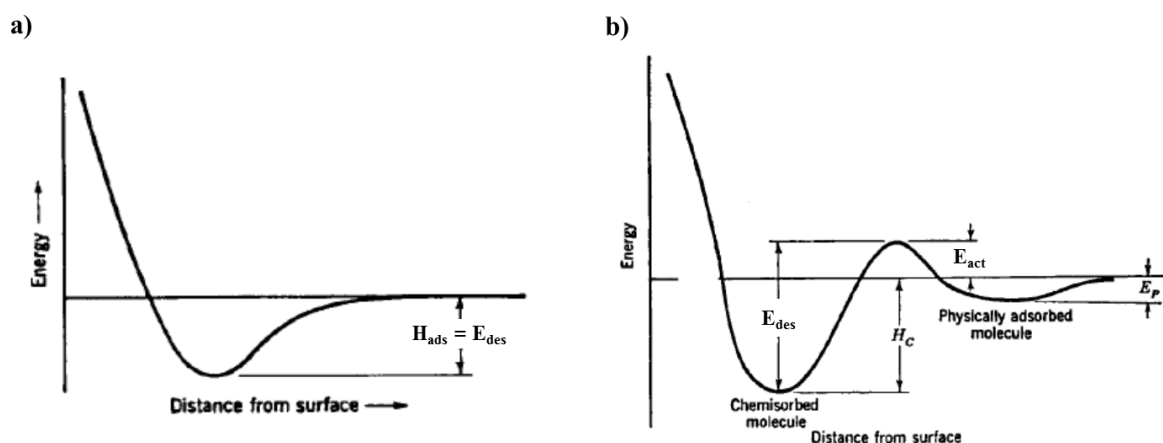 a)
Energy →
H_ads = E_des
Distance from surface →
b)
Energy
E_act
E_P
E_des
H_C
Physically adsorbed
molecule
Chemisorbed
molecule
Distance from surface